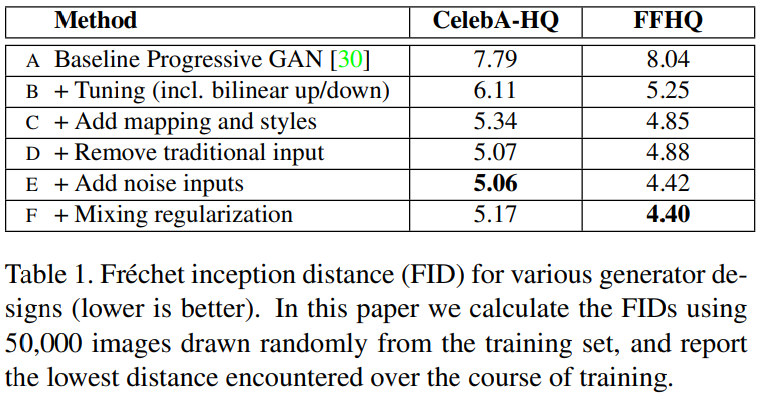 Method CelebA-HQ FFHQ
A Baseline Progressive GAN [30] 7.79 8.04
B + Tuning (incl. bilinear up/down) 6.11 5.25
C + Add mapping and styles 5.34 4.85
D + Remove traditional input 5.07 4.88
E + Add noise inputs 5.06 4.42
F + Mixing regularization 5.17 4.40
Table 1. Fréchet inception distance (FID) for various generator de-
signs (lower is better). In this paper we calculate the FIDs using
50,000 images drawn randomly from the training set, and report
the lowest distance encountered over the course of training.